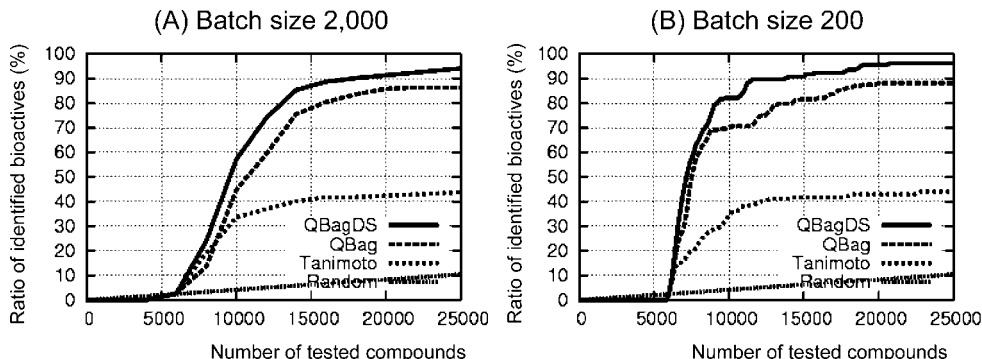 (A) Batch size 2,000
Ratio of identified bioactives (%)
100
90
80
70
60
50
40
30
20
10
0
QBagDS
QBag
Tanimoto
Random
0 5000 10000 15000 20000 25000
Number of tested compounds
(B) Batch size 200
Ratio of identified bioactives (%)
100
90
80
70
60
50
40
30
20
10
0
QBagDS
QBag
Tanimoto
Random
0 5000 10000 15000 20000 25000
Number of tested compounds